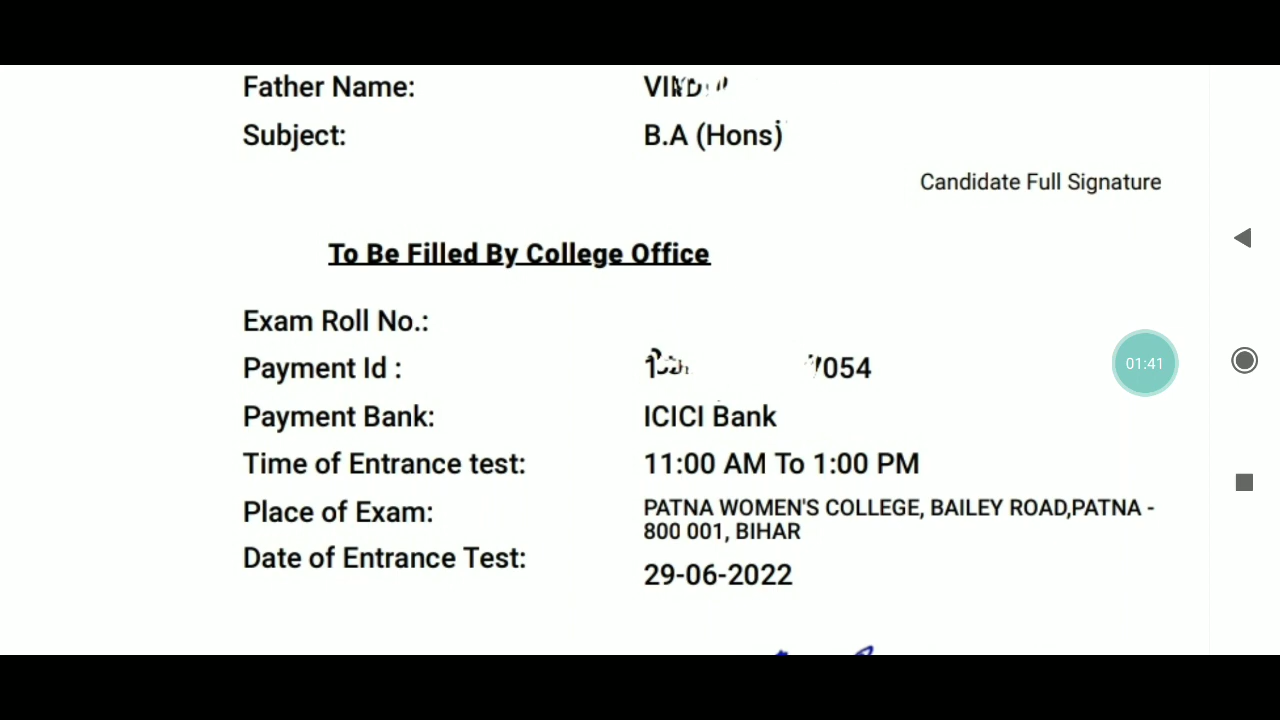 Father Name:
Subject: B.A (Hons)
Candidate Full Signature
To Be Filled By College Office
Exam Roll No.:
Payment Id : 7054
Payment Bank: ICICI Bank
01:41
Time of Entrance test: 11:00 AM To 1:00 PM
Place of Exam: PATNA WOMEN'S COLLEGE, BAILEY ROAD,PATNA -
800 001, BIHAR
Date of Entrance Test: 29-06-2022